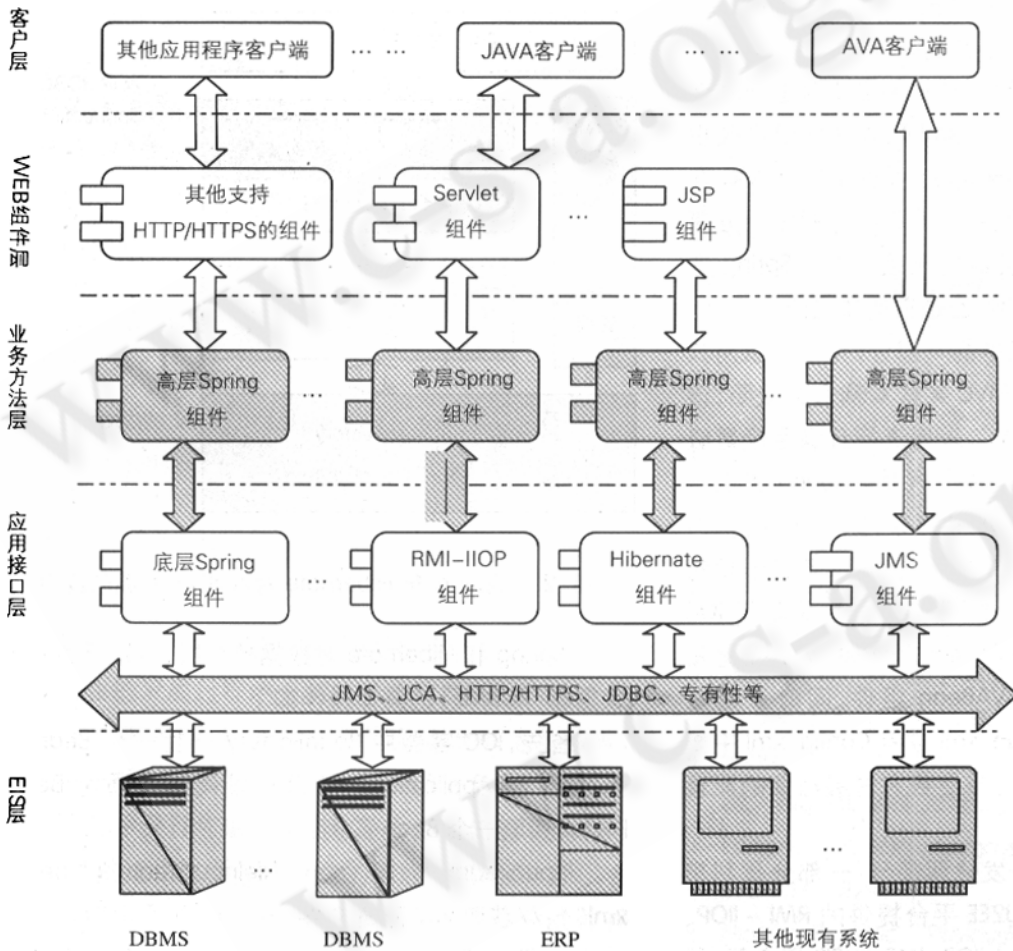 客户层
其他应用程序客户端
... ...
JAVA客户端
... ...
AVA客户端
WEB组件层
其他支持
HTTP/HTTPS的组件
Servlet
组件
...
JSP
组件
业务方法层
高层Spring
组件
...
高层Spring
组件
...
高层Spring
组件
...
高层Spring
组件
应用接口层
底层Spring
组件
...
RMI-IIOP
组件
Hibernate
组件
...
JMS
组件
JMS、JCA、HTTP/HTTPS、JDBC、专有性等
EIS层
...
...
DBMS
DBMS
ERP
其他现有系统
www.c-s-a.org